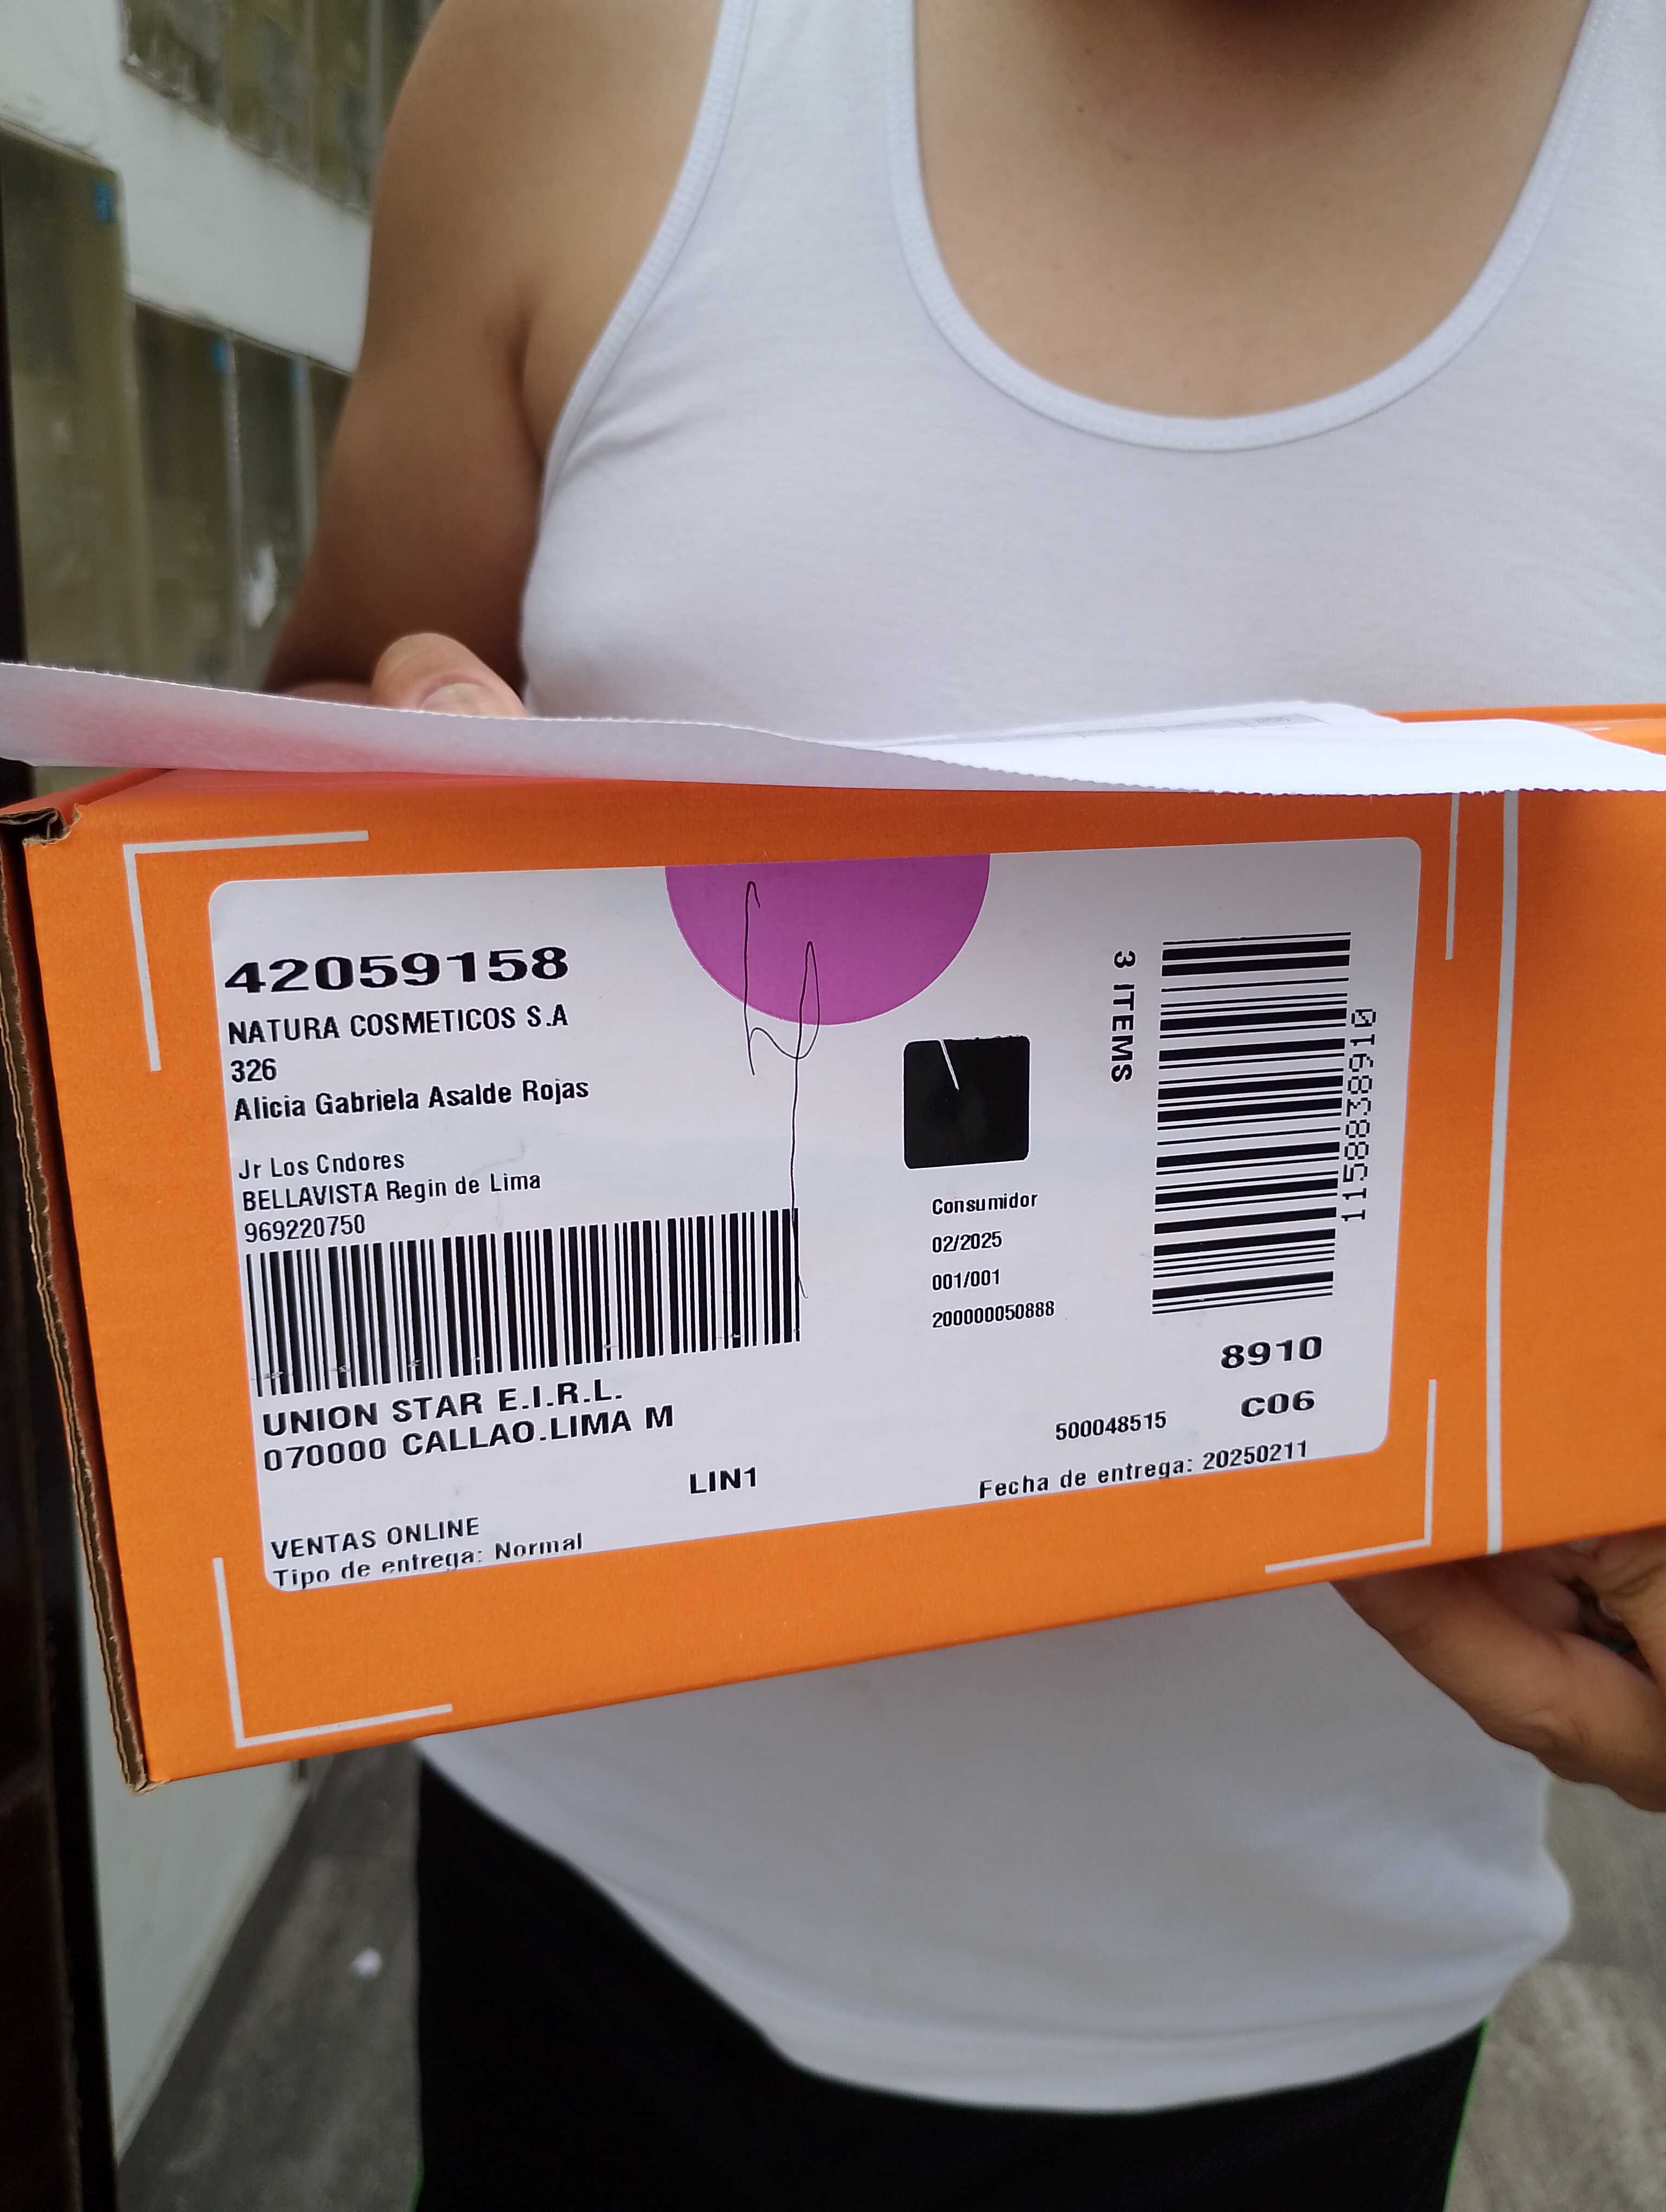 42059158
NATURA COSMETICOS S.A
326
Alicia Gabriela Asalde Rojas
Jr Los Cndores
BELLAVISTA Regin de Lima
969220750
UNION STAR E.I.R.L.
070000 CALLAO.LIMA M
LIN1
VENTAS ONLINE
Tipo de entrega: Normal
Consumidor
02/2025
001/001
200000050888
3 ITEMS
1158838910
8910
C06
500048515
Fecha de entrega: 20250211